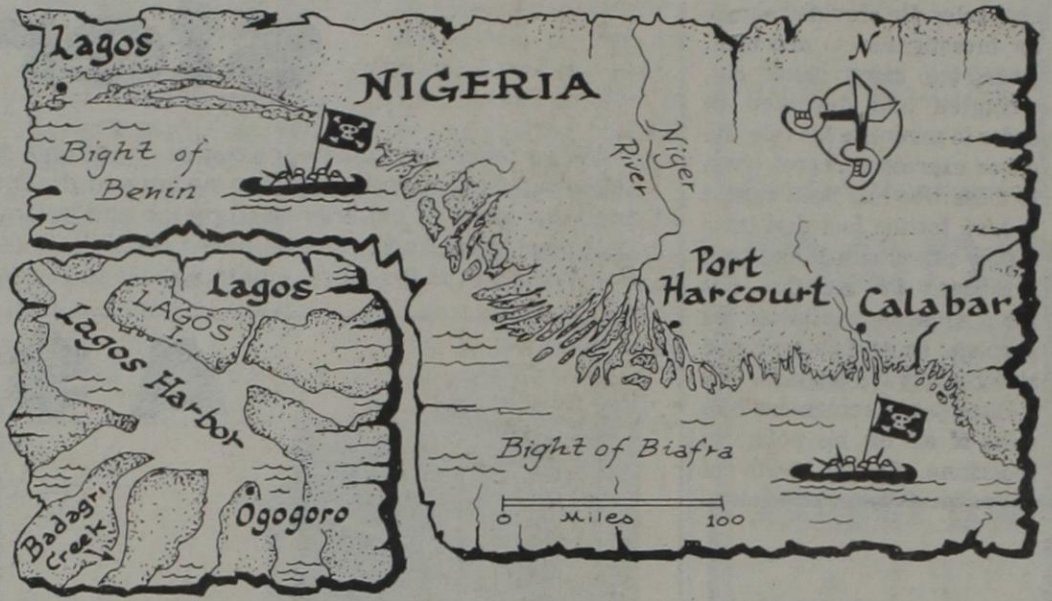 Lagos
NIGERIA
N
Bight of
Benin
Niger
River
Port
Harcourt
Calabar
Bight of Biafra
0 Miles 100
Lagos
LAGOS
I.
Lagos Harbor
Badagri
Creek
Ogogoro